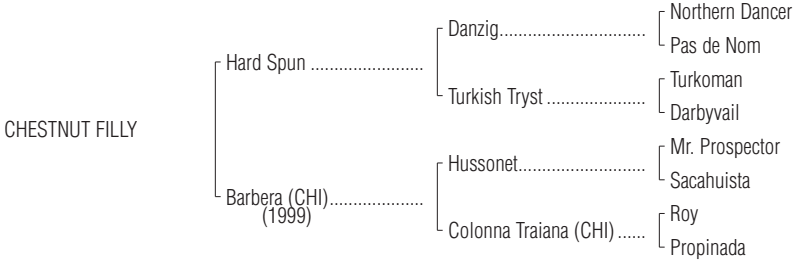 Northern Dancer
Danzig..............................
Pas de Nom
Hard Spun .......................
Turkoman
Turkish Tryst ....................
Darbyvail
CHESTNUT FILLY
Mr. Prospector
Hussonet..........................
Sacahuista
Barbera (CHI)...................
(1999)
Roy
Colonna Traiana (CHI) ......
Propinada